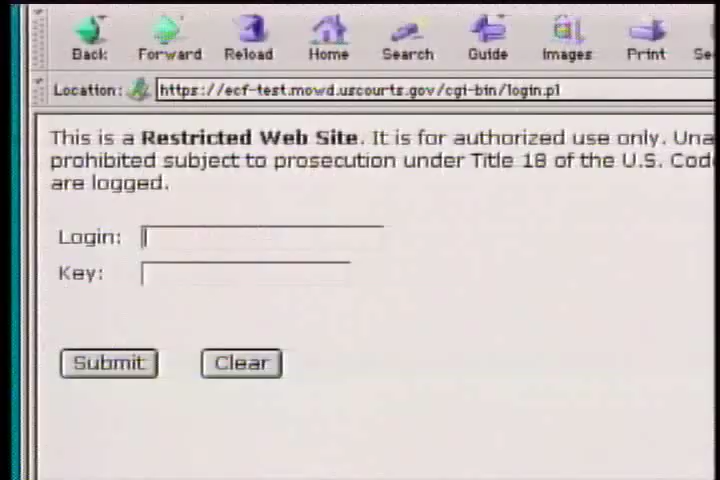 Back Forward Reload Home Search Guide Images Print
Location: https://ecf-test.mowd.uscourts.gov/cgi-bin/login.pl
This is a Restricted Web Site. It is for authorized use only. Una
prohibited subject to prosecution under Title 18 of the U.S. Cod
are logged.
Login:
Key:
Submit Clear